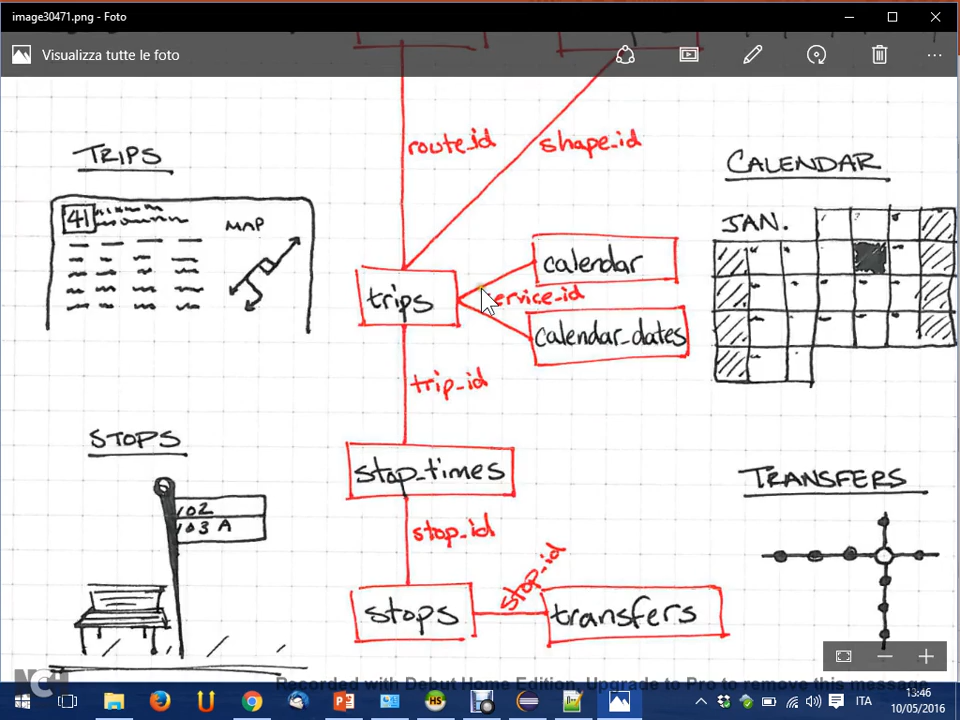 image30471.png - Foto
Visualizza tutte le foto
route_id
shape_id
TRIPS
CALENDAR
41
MAP
JAN.
calendar
trips
service_id
calendar_dates
trip_id
STOPS
stop_times
TRANSFERS
102
103 A
stop_id
stop_id
stops
transfers
Recorded with Debut Home Edition, Upgrade to Pro to remove this message
NCH
13:46
ITA
10/05/2016